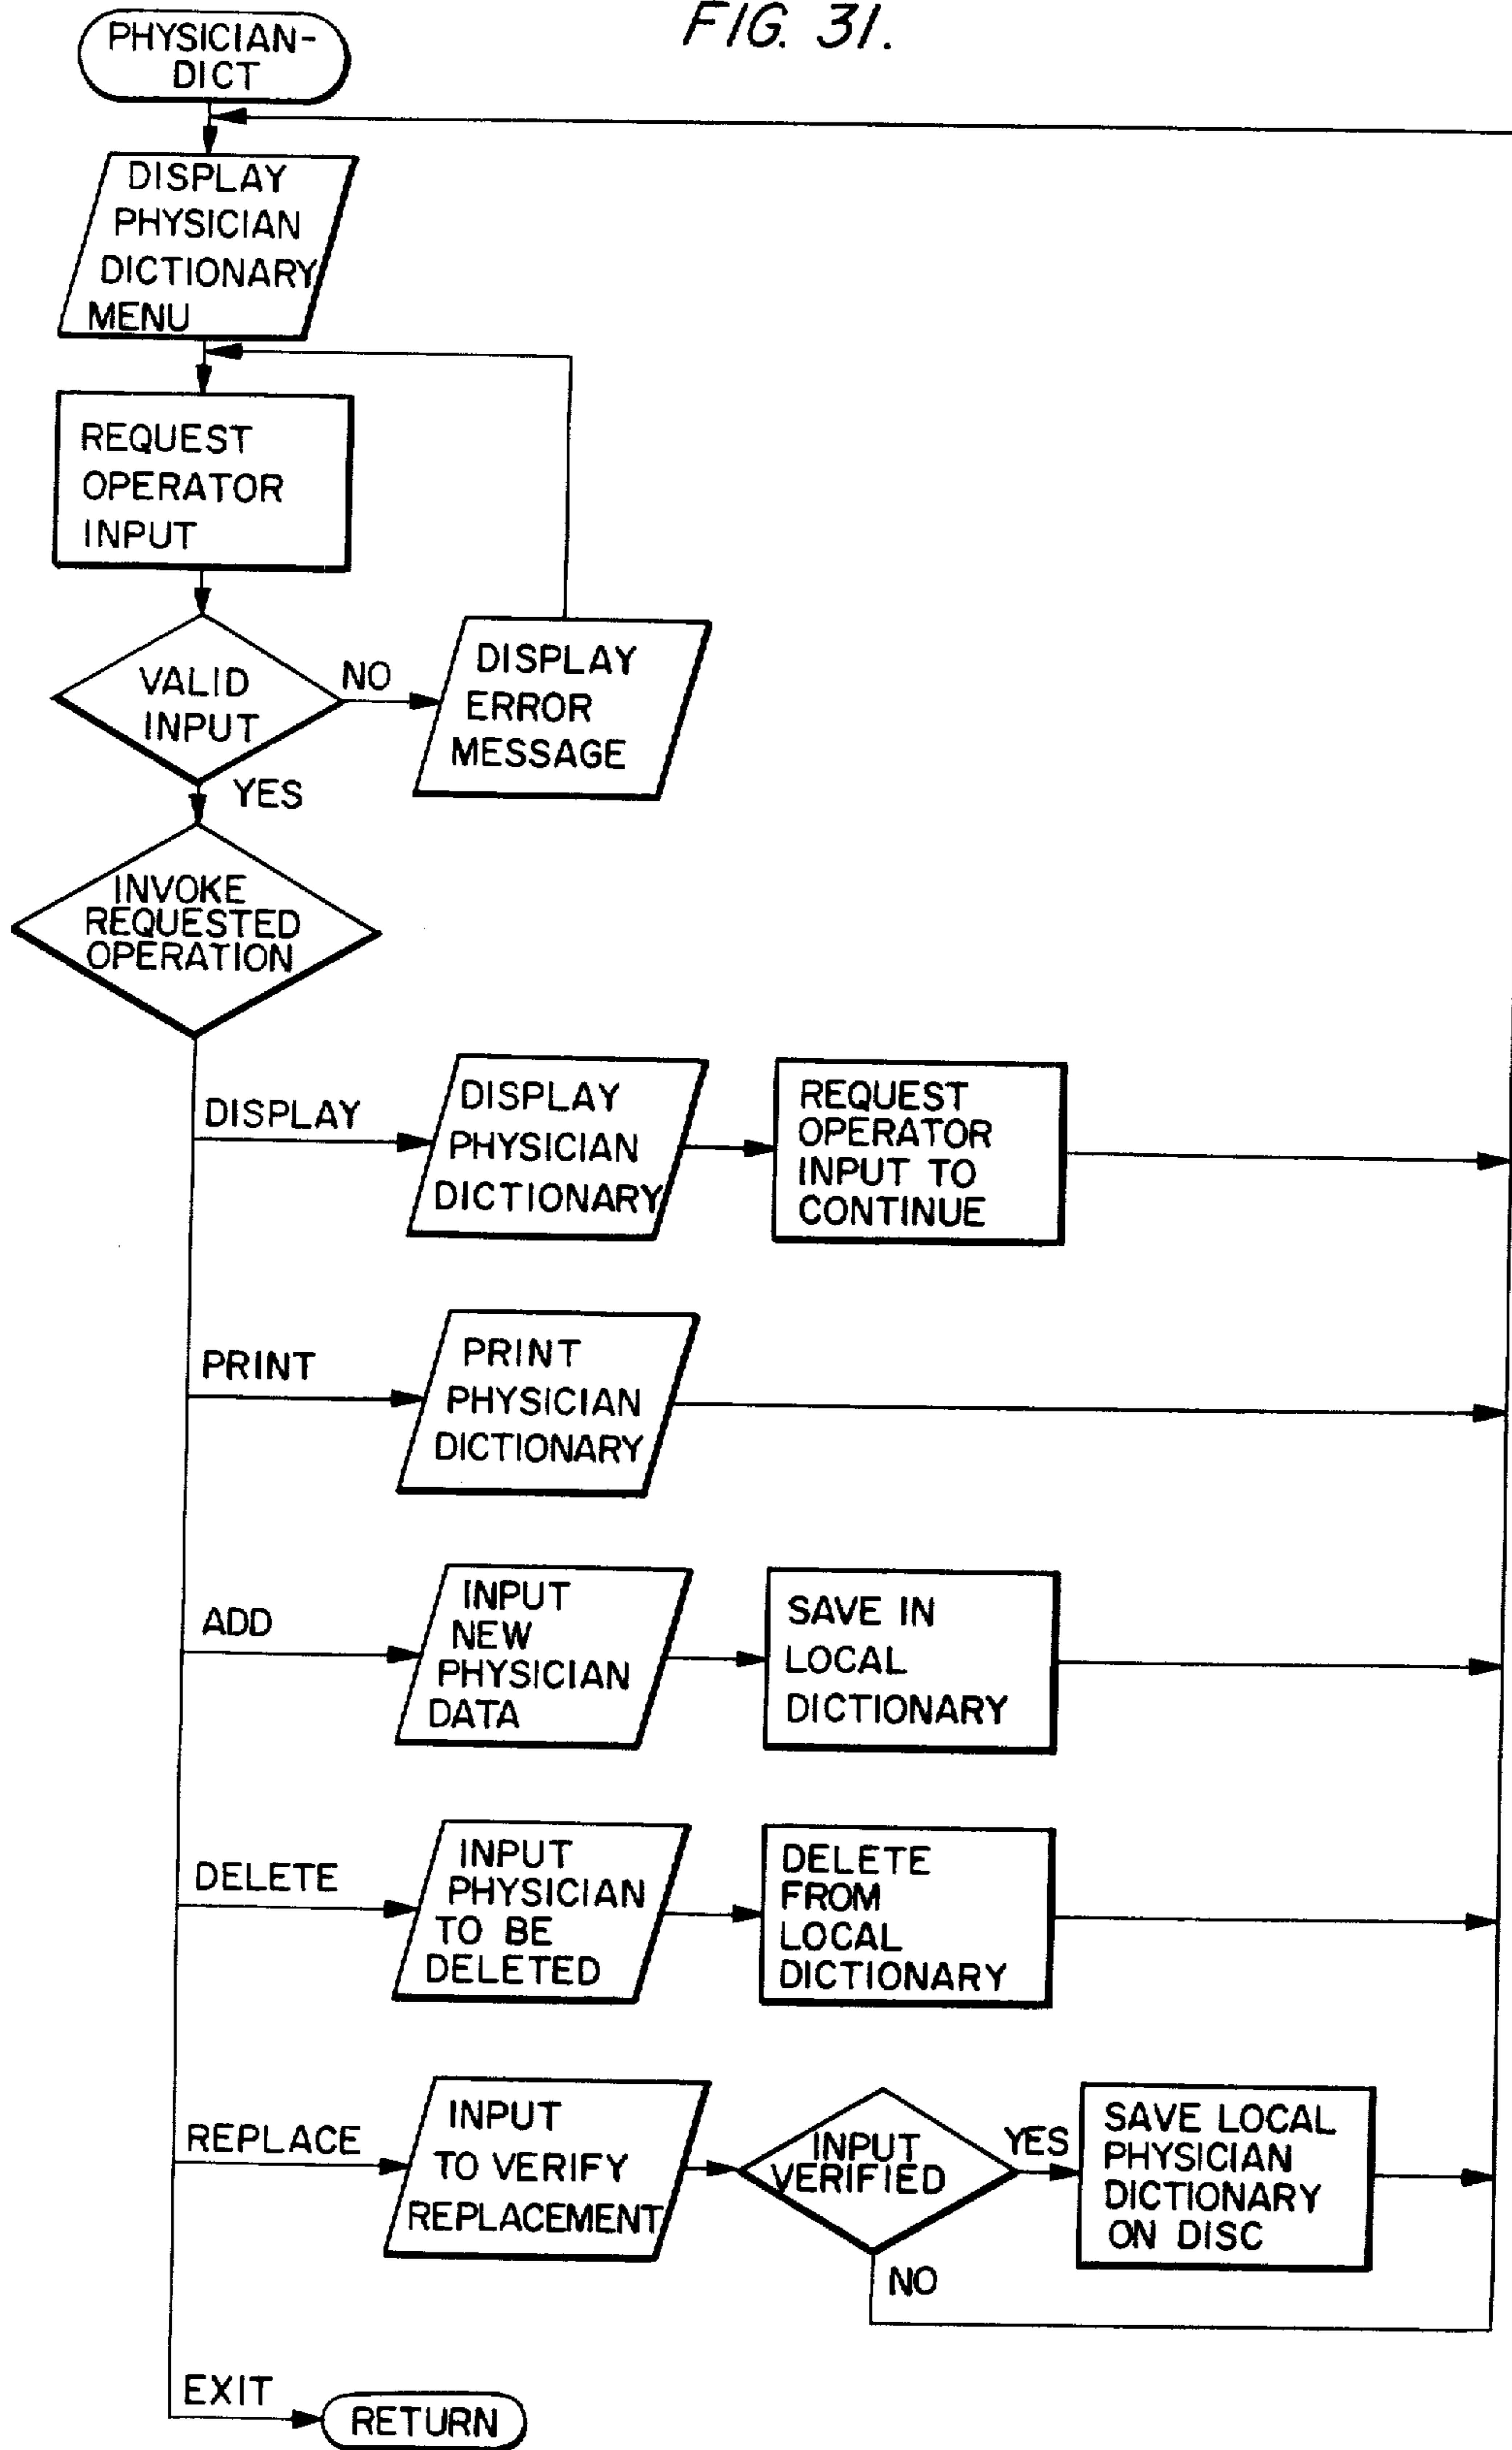 FIG. 31.
PHYSICIAN-
DICT
DISPLAY
PHYSICIAN
DICTIONARY
MENU
REQUEST
OPERATOR
INPUT
VALID
INPUT
NO
DISPLAY
ERROR
MESSAGE
YES
INVOKE
REQUESTED
OPERATION
DISPLAY
DISPLAY
PHYSICIAN
DICTIONARY
REQUEST
OPERATOR
INPUT TO
CONTINUE
PRINT
PRINT
PHYSICIAN
DICTIONARY
ADD
INPUT
NEW
PHYSICIAN
DATA
SAVE IN
LOCAL
DICTIONARY
DELETE
INPUT
PHYSICIAN
TO BE
DELETED
DELETE
FROM
LOCAL
DICTIONARY
REPLACE
INPUT
TO VERIFY
REPLACEMENT
INPUT
VERIFIED
YES
SAVE LOCAL
PHYSICIAN
DICTIONARY
ON DISC
NO
EXIT
RETURN